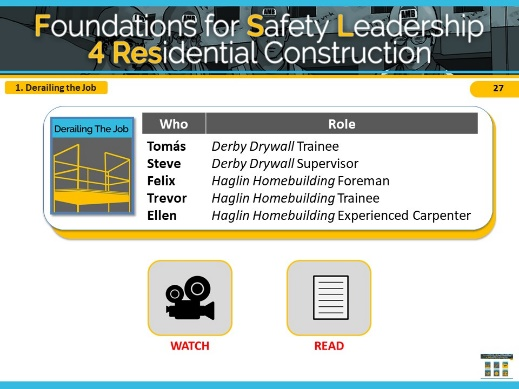 Foundations for Safety Leadership
4 Residential Construction
1. Derailing the Job
27
Derailing The Job
Who Role
Tomás Derby Drywall Trainee
Steve Derby Drywall Supervisor
Felix Haglin Homebuilding Foreman
Trevor Haglin Homebuilding Trainee
Ellen Haglin Homebuilding Experienced Carpenter
WATCH READ